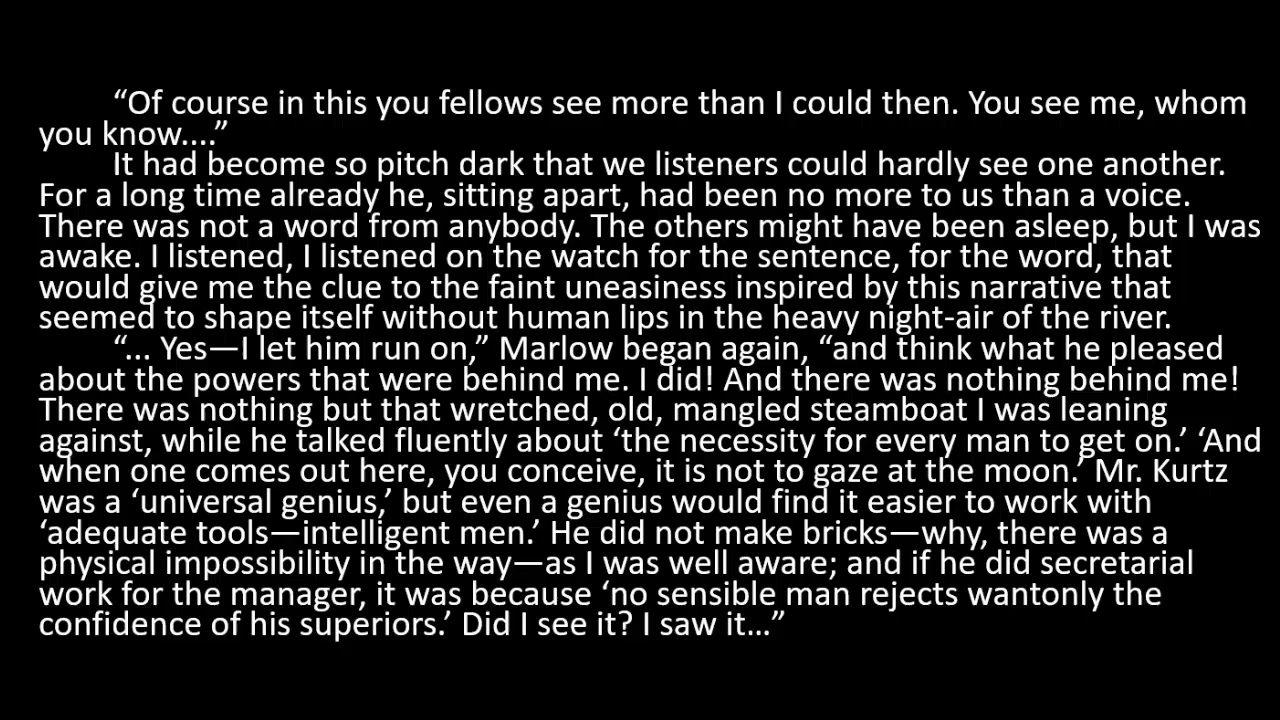 “Of course in this you fellows see more than I could then. You see me, whom
you know....”
It had become so pitch dark that we listeners could hardly see one another.
For a long time already he, sitting apart, had been no more to us than a voice.
There was not a word from anybody. The others might have been asleep, but I was
awake. I listened, I listened on the watch for the sentence, for the word, that
would give me the clue to the faint uneasiness inspired by this narrative that
seemed to shape itself without human lips in the heavy night-air of the river.
“... Yes—I let him run on,” Marlow began again, “and think what he pleased
about the powers that were behind me. I did! And there was nothing behind me!
There was nothing but that wretched, old, mangled steamboat I was leaning
against, while he talked fluently about ‘the necessity for every man to get on.’ ‘And
when one comes out here, you conceive, it is not to gaze at the moon.’ Mr. Kurtz
was a ‘universal genius,’ but even a genius would find it easier to work with
‘adequate tools—intelligent men.’ He did not make bricks—why, there was a
physical impossibility in the way—as I was well aware; and if he did secretarial
work for the manager, it was because ‘no sensible man rejects wantonly the
confidence of his superiors.’ Did I see it? I saw it...”